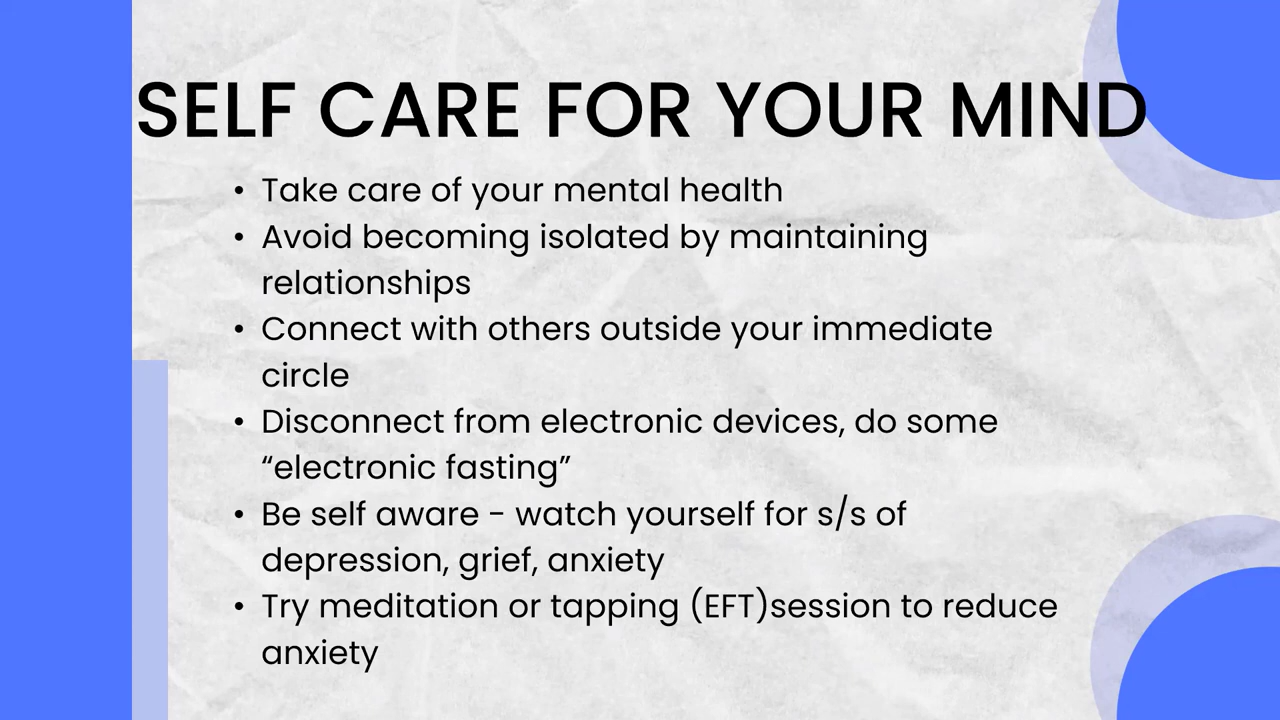 SELF CARE FOR YOUR MIND
• Take care of your mental health
• Avoid becoming isolated by maintaining
relationships
• Connect with others outside your immediate
circle
• Disconnect from electronic devices, do some
“electronic fasting”
• Be self aware - watch yourself for s/s of
depression, grief, anxiety
• Try meditation or tapping (EFT)session to reduce
anxiety